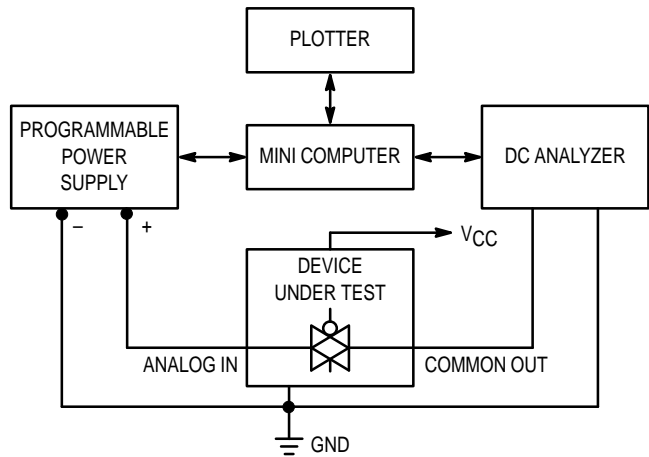 PLOTTER
PROGRAMMABLE
POWER
SUPPLY
MINI COMPUTER
DC ANALYZER
– +
VCC
DEVICE
UNDER TEST
ANALOG IN
COMMON OUT
GND